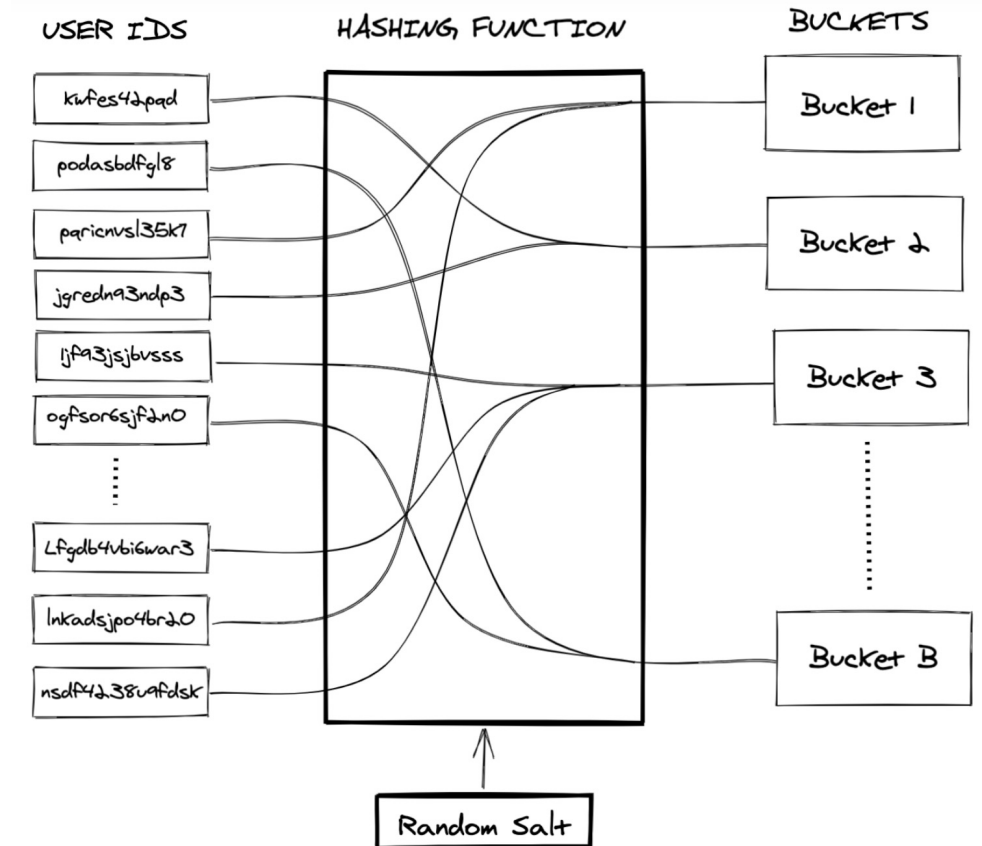 USER IDS
HASHING FUNCTION
BUCKETS
kwfes42pqd
podasbdfgl8
pqricnvsl35k7
jgredn93ndp3
ljf93jsjbvsss
ogfsor6sjf2n0
Lfgdb4vbi6war3
lnkadsjpo4br20
nsdf4238u9fdsk
Bucket 1
Bucket 2
Bucket 3
Bucket B
Random Salt